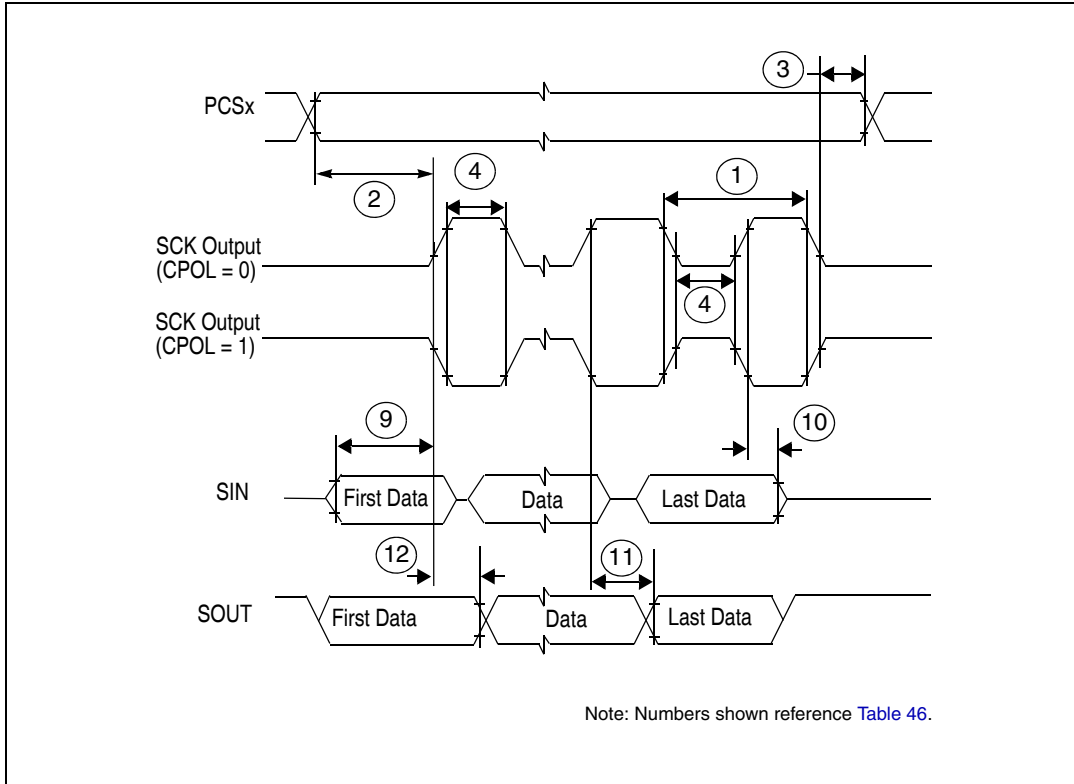 3
PCSx
2
4
1
SCK Output
(CPOL = 0)
4
SCK Output
(CPOL = 1)
9
10
SIN
First Data
Data
Last Data
12
11
SOUT
First Data
Data
Last Data
Note: Numbers shown reference Table 46.